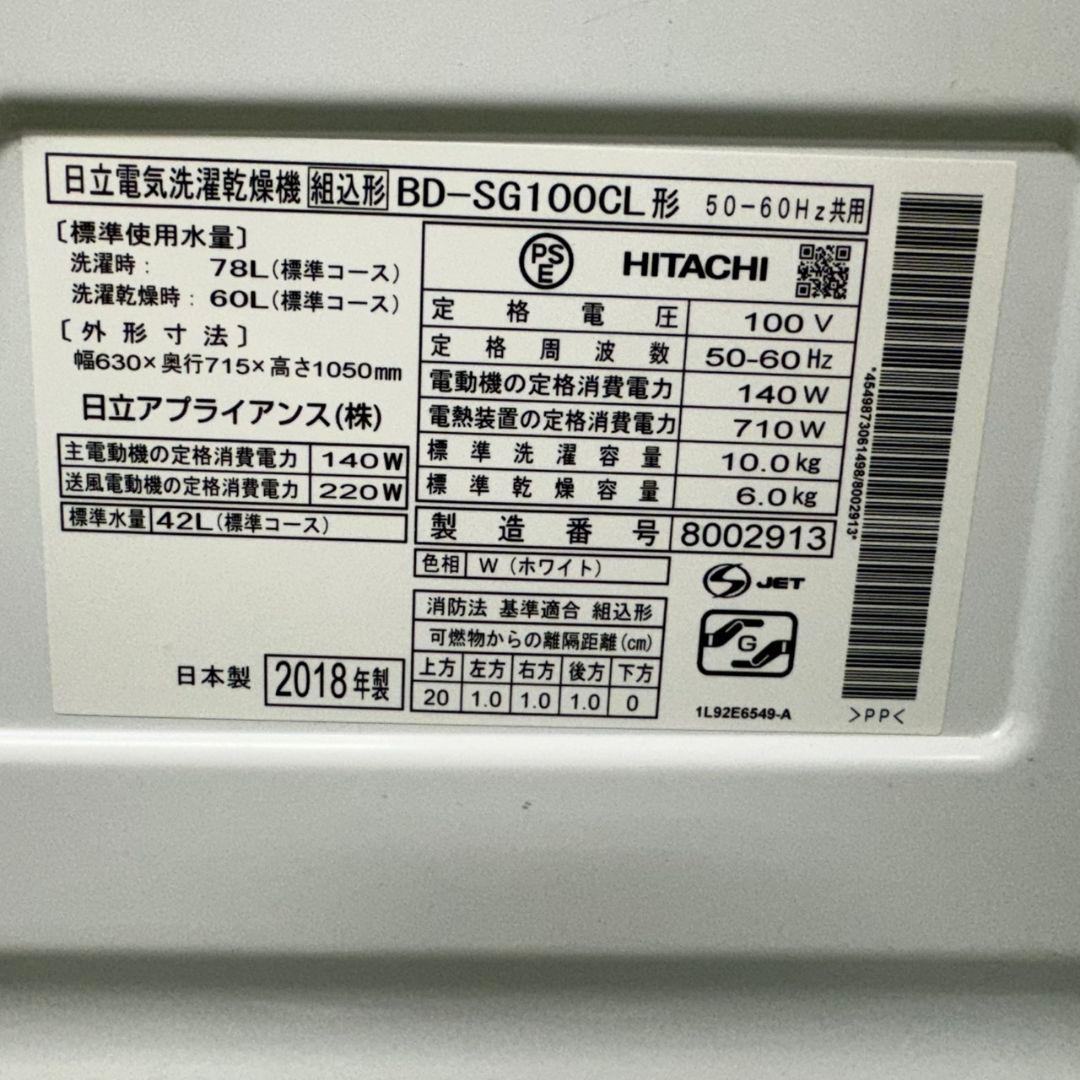 日立電気洗濯乾燥機 組込形 BD-SG100CL形 50-60Hz共用
〔標準使用水量〕
洗濯時： 78L(標準コース)
洗濯乾燥時：60L(標準コース)
〔外形寸法〕
幅630×奥行715×高さ1050mm
日立アプライアンス(株)
主電動機の定格消費電力 140W
送風電動機の定格消費電力 220W
標準水量 42L(標準コース)
日本製 2018年製
PSE HITACHI
定格電圧 100V
定格周波数 50-60Hz
電動機の定格消費電力 140W
電熱装置の定格消費電力 710W
標準洗濯容量 10.0kg
標準乾燥容量 6.0kg
製造番号 8002913
色相 W（ホワイト）
消防法 基準適合 組込形
可燃物からの離隔距離(cm)
上方 左方 右方 後方 下方
20 1.0 1.0 1.0 0
S JET
G
1L92E6549-A
*4549873061498/8002913*
>PP<